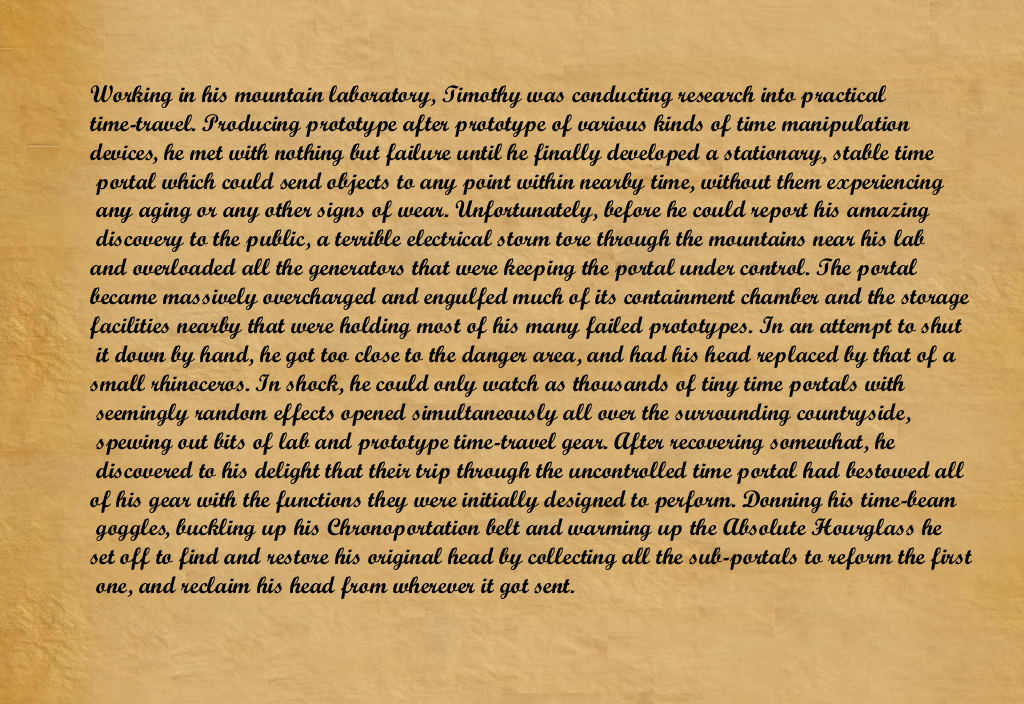 Working in his mountain laboratory, Timothy was conducting research into practical
time-travel. Producing prototype after prototype of various kinds of time manipulation
devices, he met with nothing but failure until he finally developed a stationary, stable time
portal which could send objects to any point within nearby time, without them experiencing
any aging or any other signs of wear. Unfortunately, before he could report his amazing
discovery to the public, a terrible electrical storm tore through the mountains near his lab
and overloaded all the generators that were keeping the portal under control. The portal
became massively overcharged and engulfed much of its containment chamber and the storage
facilities nearby that were holding most of his many failed prototypes. In an attempt to shut
it down by hand, he got too close to the danger area, and had his head replaced by that of a
small rhinoceros. In shock, he could only watch as thousands of tiny time portals with
seemingly random effects opened simultaneously all over the surrounding countryside,
spewing out bits of lab and prototype time-travel gear. After recovering somewhat, he
discovered to his delight that their trip through the uncontrolled time portal had bestowed all
of his gear with the functions they were initially designed to perform. Donning his time-beam
goggles, buckling up his Chronoportation belt and warming up the Absolute Hourglass he
set off to find and restore his original head by collecting all the sub-portals to reform the first
one, and reclaim his head from wherever it got sent.